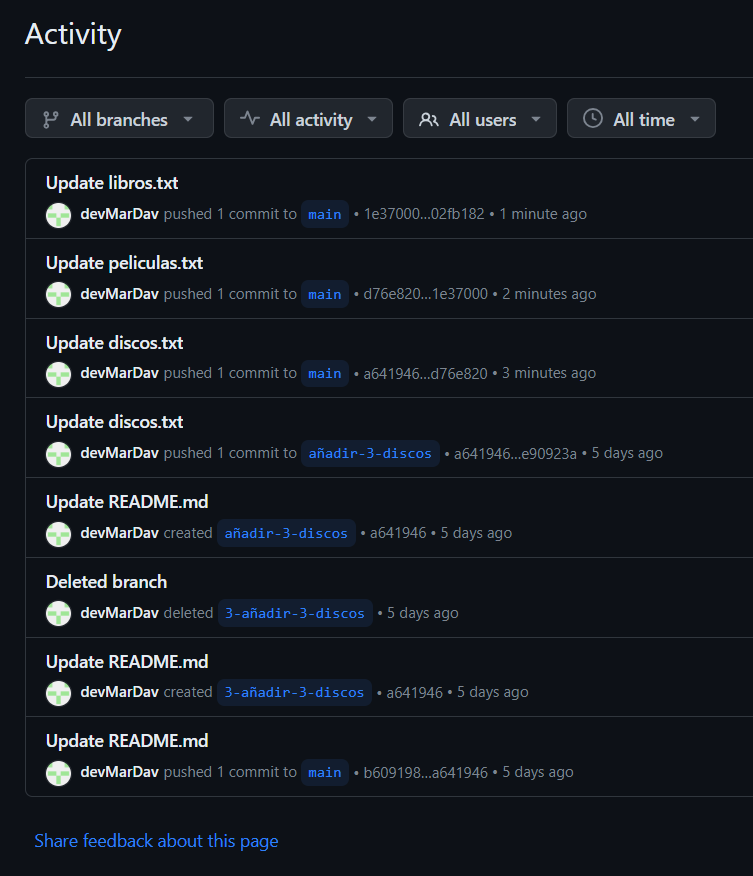 Activity
All branches All activity All users All time
Update libros.txt
devMarDav pushed 1 commit to main • 1e37000...02fb182 • 1 minute ago
Update peliculas.txt
devMarDav pushed 1 commit to main • d76e820...1e37000 • 2 minutes ago
Update discos.txt
devMarDav pushed 1 commit to main • a641946...d76e820 • 3 minutes ago
Update discos.txt
devMarDav pushed 1 commit to añadir-3-discos • a641946...e90923a • 5 days ago
Update README.md
devMarDav created añadir-3-discos • a641946 • 5 days ago
Deleted branch
devMarDav deleted 3-añadir-3-discos • 5 days ago
Update README.md
devMarDav created 3-añadir-3-discos • a641946 • 5 days ago
Update README.md
devMarDav pushed 1 commit to main • b609198...a641946 • 5 days ago
Share feedback about this page